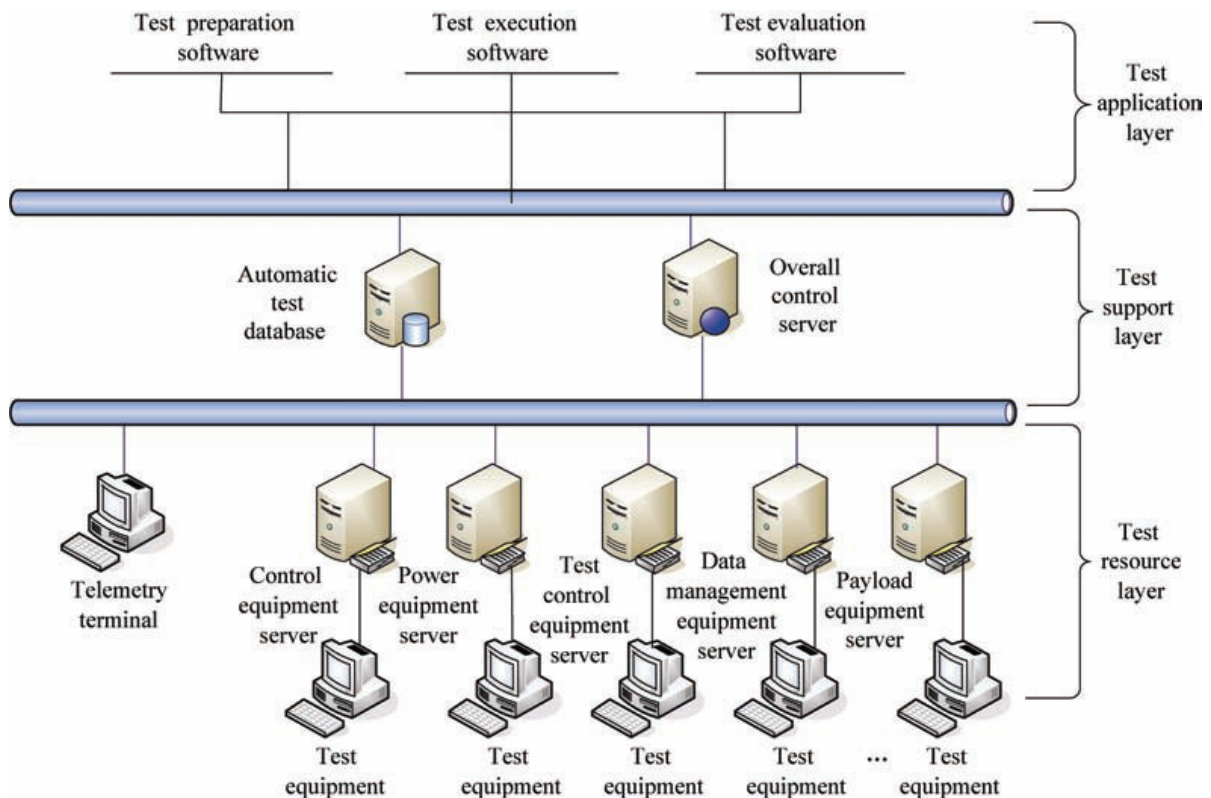 Test preparation
software
Test execution
software
Test evaluation software
Test
application
layer
Automatic
test
database
Overall
control
server
Test
support
layer
Telemetry
terminal
Control
equipment
server
Power
equipment
server
Test
control
equipment
server
Data
management
equipment
server
Payload
equipment
server
Test
resource
layer
Test
equipment
Test
equipment
Test
equipment
Test
equipment
...
Test
equipment